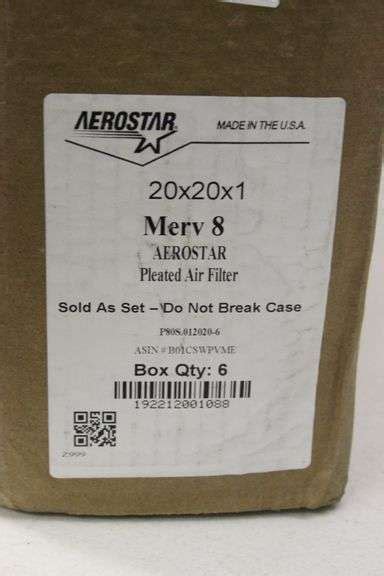 AEROSTAR
MADE IN THE U.S.A.
20x20x1
Merv 8
AEROSTAR
Pleated Air Filter
Sold As Set – Do Not Break Case
P80S.012020-6
ASIN # B01CSWPVME
Box Qty: 6
192212001088
2999